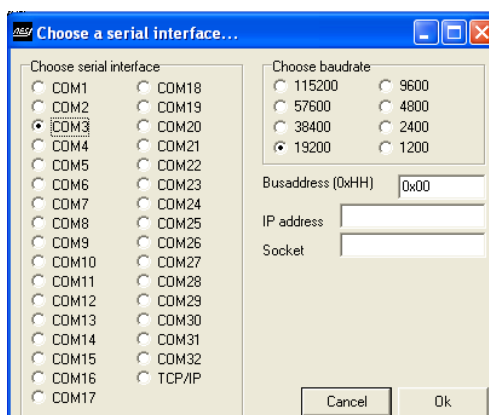 Choose a serial interface...
Choose serial interface
COM1
COM2
COM3
COM4
COM5
COM6
COM7
COM8
COM9
COM10
COM11
COM12
COM13
COM14
COM15
COM16
COM17
COM18
COM19
COM20
COM21
COM22
COM23
COM24
COM25
COM26
COM27
COM28
COM29
COM30
COM31
COM32
TCP/IP
Choose baudrate
115200
57600
38400
19200
9600
4800
2400
1200
Busaddress (0xHH) 0x00
IP address
Socket
Cancel Ok